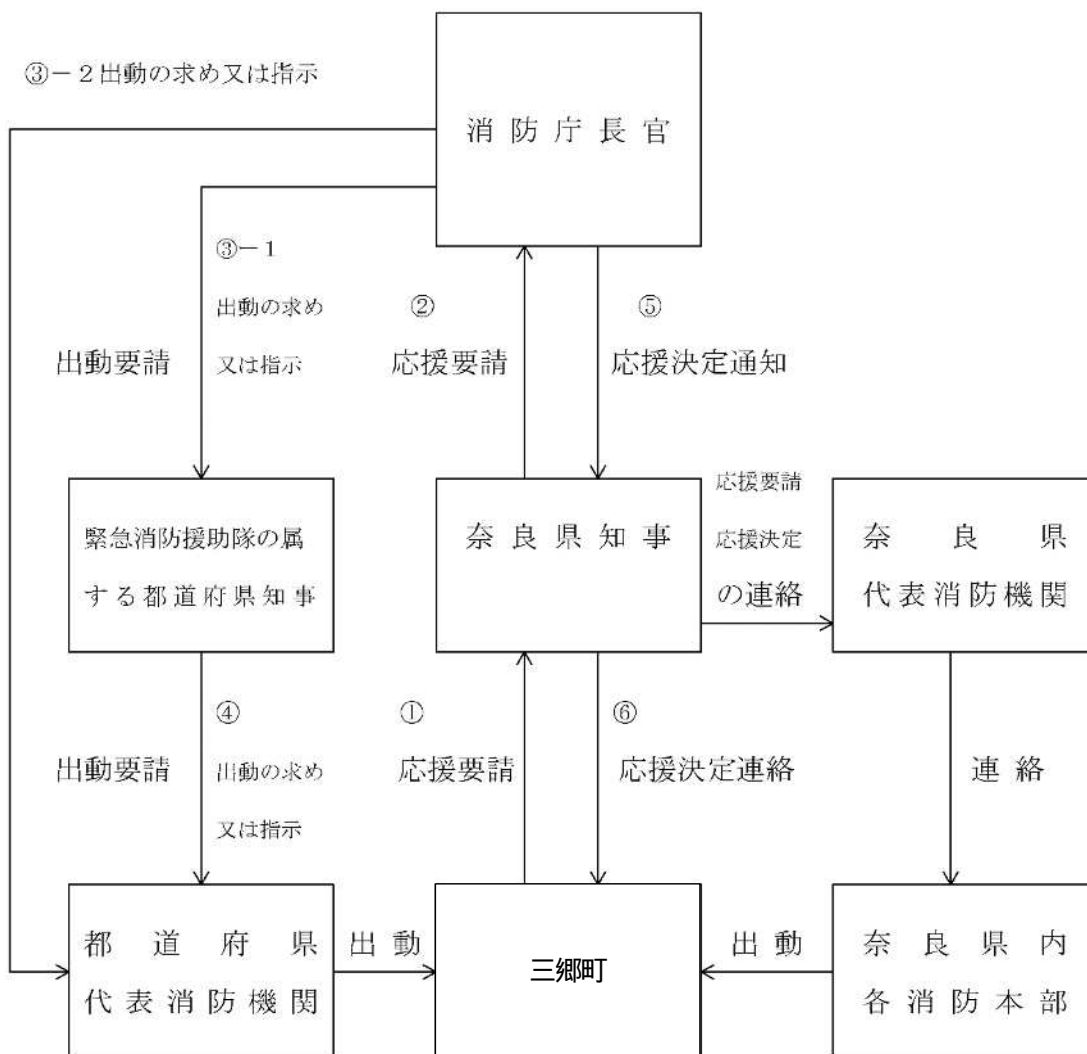 ③－２出動の求め又は指示
消防庁長官
③－１
出動の求め
又は指示
出動要請
②
応援要請
⑤
応援決定通知
緊急消防援助隊の属
する都道府県知事
奈良県知事
応援要請
応援決定
の連絡
奈良県
代表消防機関
④
出動の求め
又は指示
出動要請
①
応援要請
⑥
応援決定連絡
連絡
都道府県
代表消防機関
出動
三郷町
出動
奈良県内
各消防本部